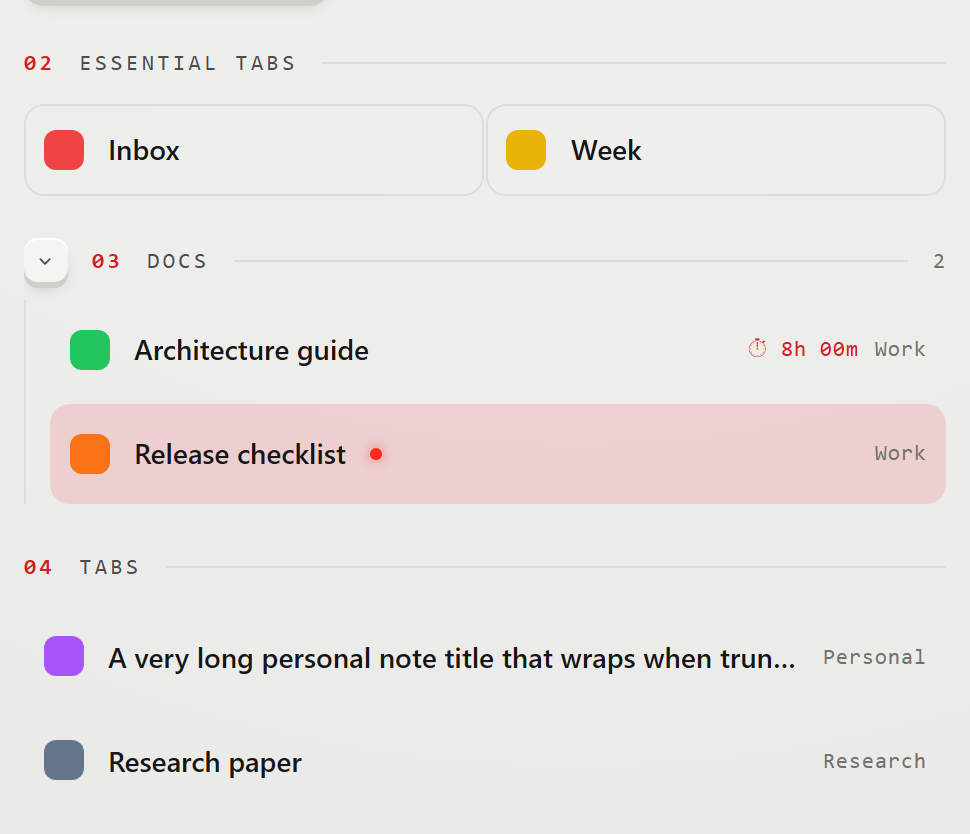 02 ESSENTIAL TABS
Inbox
Week
03 DOCS 2
Architecture guide ⏱ 8h 00m Work
Release checklist Work
04 TABS
A very long personal note title that wraps when trun... Personal
Research paper Research